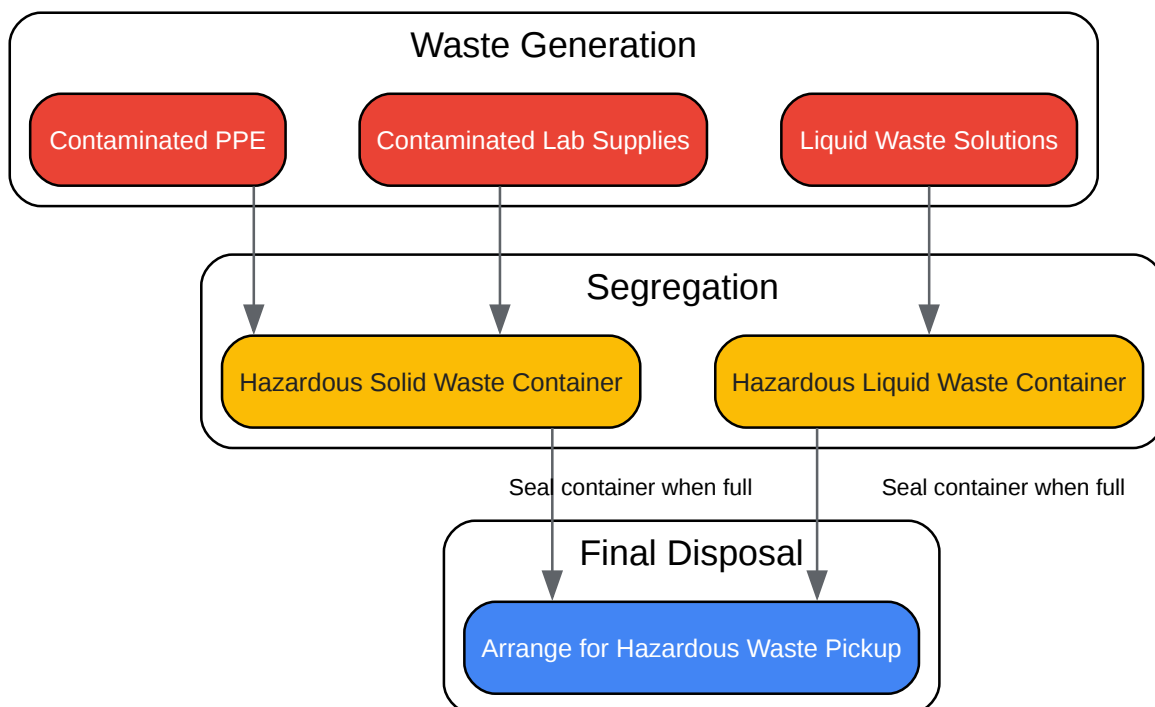 Waste Generation
Contaminated PPE
Contaminated Lab Supplies
Liquid Waste Solutions
Segregation
Hazardous Solid Waste Container
Hazardous Liquid Waste Container
Seal container when full
Seal container when full
Final Disposal
Arrange for Hazardous Waste Pickup